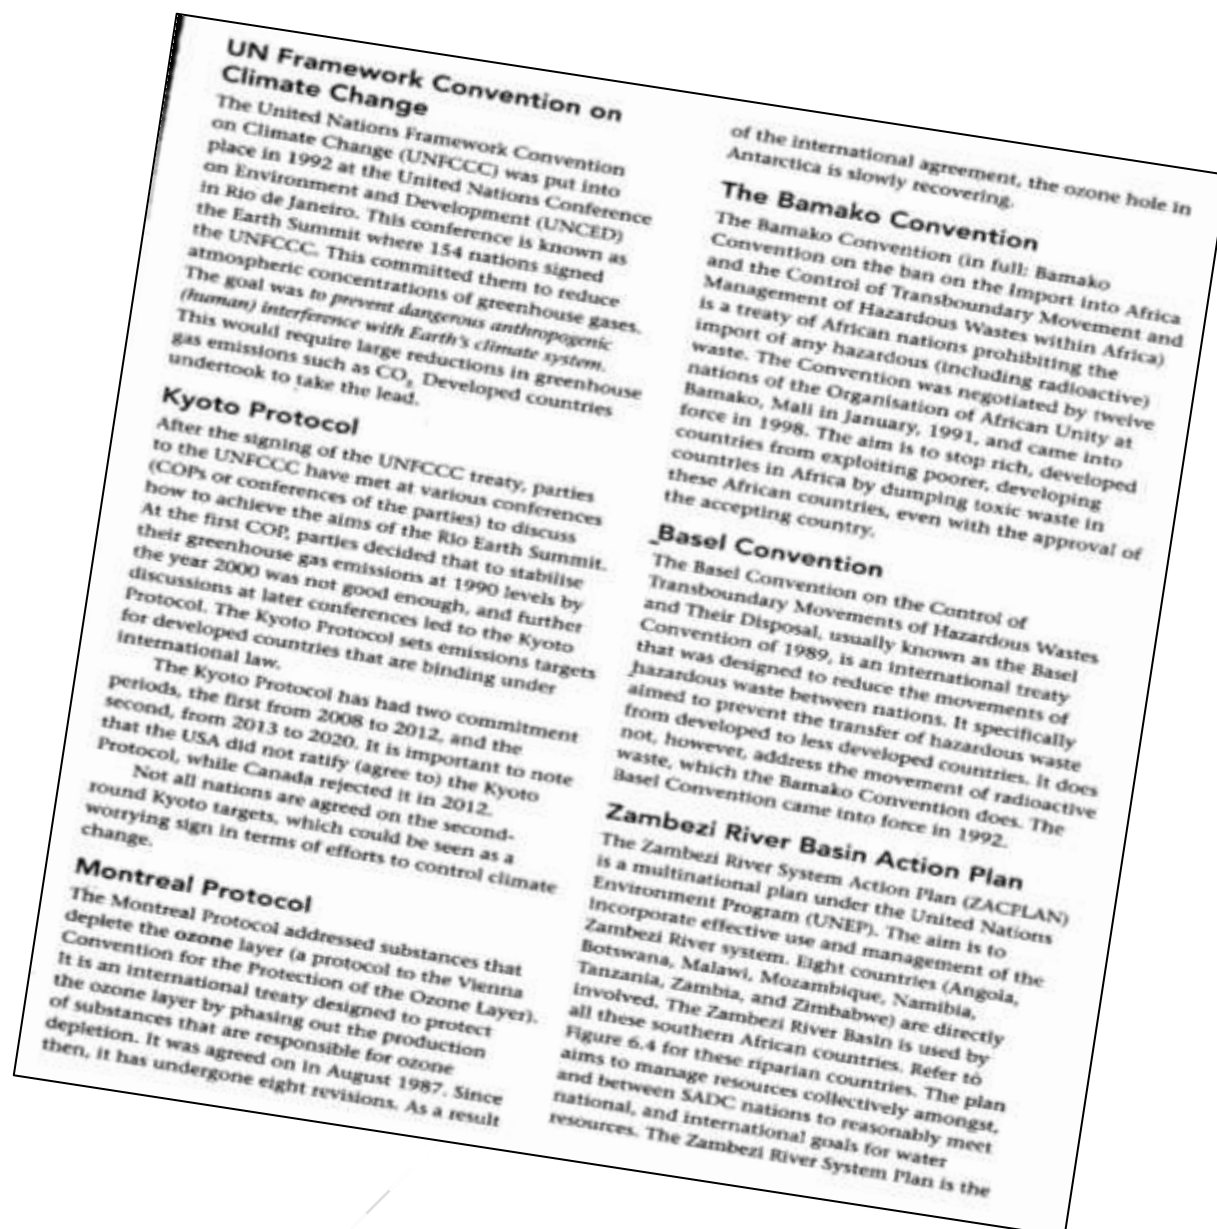 UN Framework Convention on
Climate Change
The United Nations Framework Convention
on Climate Change (UNFCCC) was put into
place in 1992 at the United Nations Conference
on Environment and Development (UNCED)
in Rio de Janeiro. This conference is known as
the Earth Summit where 154 nations signed
the UNFCCC. This committed them to reduce
atmospheric concentrations of greenhouse gases.
The goal was to prevent dangerous anthropogenic
(human) interference with Earth's climate system.
This would require large reductions in greenhouse
gas emissions such as CO₂. Developed countries
undertook to take the lead.
Kyoto Protocol
After the signing of the UNFCCC treaty, parties
to the UNFCCC have met at various conferences
(COPs or conferences of the parties) to discuss
how to achieve the aims of the Rio Earth Summit.
At the first COP, parties decided that to stabilise
their greenhouse gas emissions at 1990 levels by
the year 2000 was not good enough, and further
discussions at later conferences led to the Kyoto
Protocol. The Kyoto Protocol sets emissions targets
for developed countries that are binding under
international law.
The Kyoto Protocol has had two commitment
periods, the first from 2008 to 2012, and the
second, from 2013 to 2020. It is important to note
that the USA did not ratify (agree to) the Kyoto
Protocol, while Canada rejected it in 2012.
Not all nations are agreed on the second-
round Kyoto targets, which could be seen as a
worrying sign in terms of efforts to control climate
change.
Montreal Protocol
The Montreal Protocol addressed substances that
deplete the ozone layer (a protocol to the Vienna
Convention for the Protection of the Ozone Layer).
It is an international treaty designed to protect
the ozone layer by phasing out the production
of substances that are responsible for ozone
depletion. It was agreed on in August 1987. Since
then, it has undergone eight revisions. As a result
of the international agreement, the ozone hole in
Antarctica is slowly recovering.
The Bamako Convention
The Bamako Convention (in full: Bamako
Convention on the ban on the Import into Africa
and the Control of Transboundary Movement and
Management of Hazardous Wastes within Africa)
is a treaty of African nations prohibiting the
import of any hazardous (including radioactive)
waste. The Convention was negotiated by twelve
nations of the Organisation of African Unity at
Bamako, Mali in January, 1991, and came into
force in 1998. The aim is to stop rich, developed
countries from exploiting poorer, developing
countries in Africa by dumping toxic waste in
these African countries, even with the approval of
the accepting country.
Basel Convention
The Basel Convention on the Control of
Transboundary Movements of Hazardous Wastes
and Their Disposal, usually known as the Basel
Convention of 1989, is an international treaty
that was designed to reduce the movements of
hazardous waste between nations. It specifically
aimed to prevent the transfer of hazardous waste
from developed to less developed countries. It does
not, however, address the movement of radioactive
waste, which the Bamako Convention does. The
Basel Convention came into force in 1992.
Zambezi River Basin Action Plan
The Zambezi River System Action Plan (ZACPLAN)
is a multinational plan under the United Nations
Environment Program (UNEP). The aim is to
incorporate effective use and management of the
Zambezi River system. Eight countries (Angola,
Botswana, Malawi, Mozambique, Namibia,
Tanzania, Zambia, and Zimbabwe) are directly
involved. The Zambezi River Basin is used by
all these southern African countries. Refer to
Figure 6.4 for these riparian countries. The plan
aims to manage resources collectively amongst,
and between SADC nations to reasonably meet
national, and international goals for water
resources. The Zambezi River System Plan is the